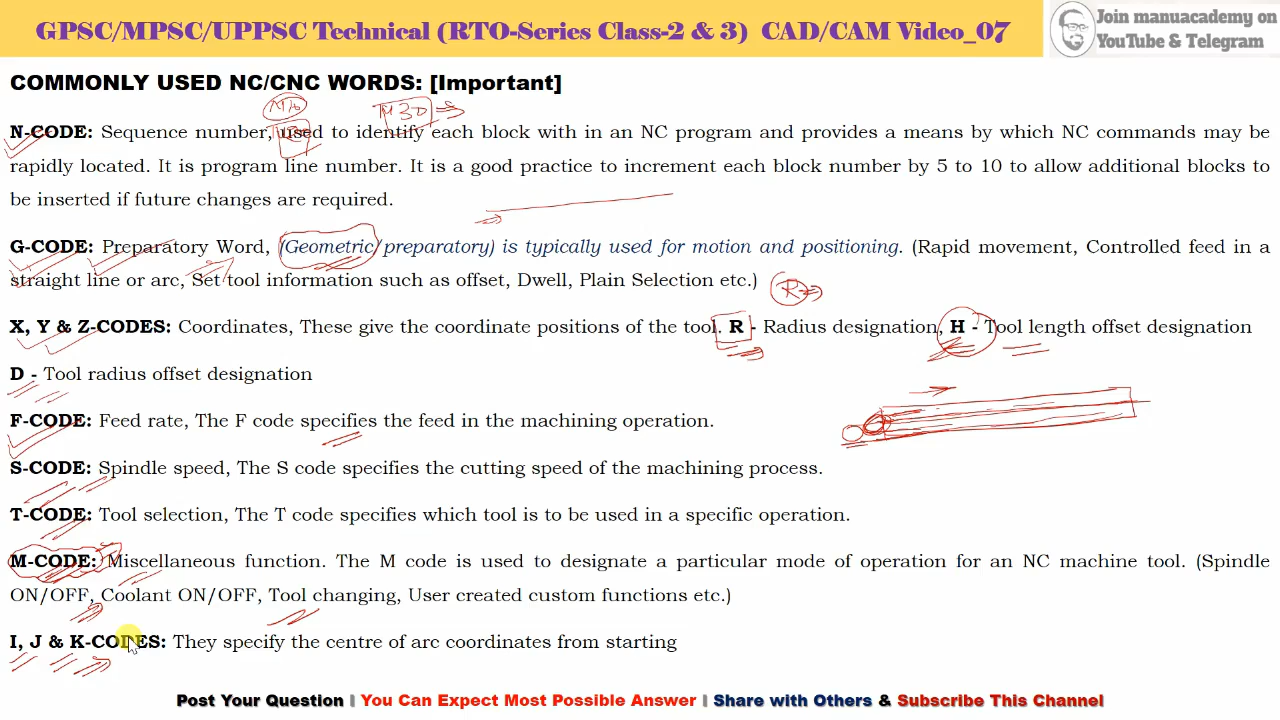 GPSC/MPSC/UPPSC Technical (RTO-Series Class-2 & 3) CAD/CAM Video_07
Join manuacademy on
YouTube & Telegram
COMMONLY USED NC/CNC WORDS: [Important]
N-CODE: Sequence number, used to identify each block with in an NC program and provides a means by which NC commands may be
rapidly located. It is program line number. It is a good practice to increment each block number by 5 to 10 to allow additional blocks to
be inserted if future changes are required.
G-CODE: Preparatory Word, (Geometric/preparatory) is typically used for motion and positioning. (Rapid movement, Controlled feed in a
straight line or arc, Set tool information such as offset, Dwell, Plain Selection etc.)
R
X, Y & Z-CODES: Coordinates, These give the coordinate positions of the tool. R - Radius designation, H - Tool length offset designation
D - Tool radius offset designation
F-CODE: Feed rate, The F code specifies the feed in the machining operation.
S-CODE: Spindle speed, The S code specifies the cutting speed of the machining process.
T-CODE: Tool selection, The T code specifies which tool is to be used in a specific operation.
M-CODE: Miscellaneous function. The M code is used to designate a particular mode of operation for an NC machine tool. (Spindle
ON/OFF, Coolant ON/OFF, Tool changing, User created custom functions etc.)
I, J & K-CODES: They specify the centre of arc coordinates from starting
Post Your Question | You Can Expect Most Possible Answer | Share with Others & Subscribe This Channel